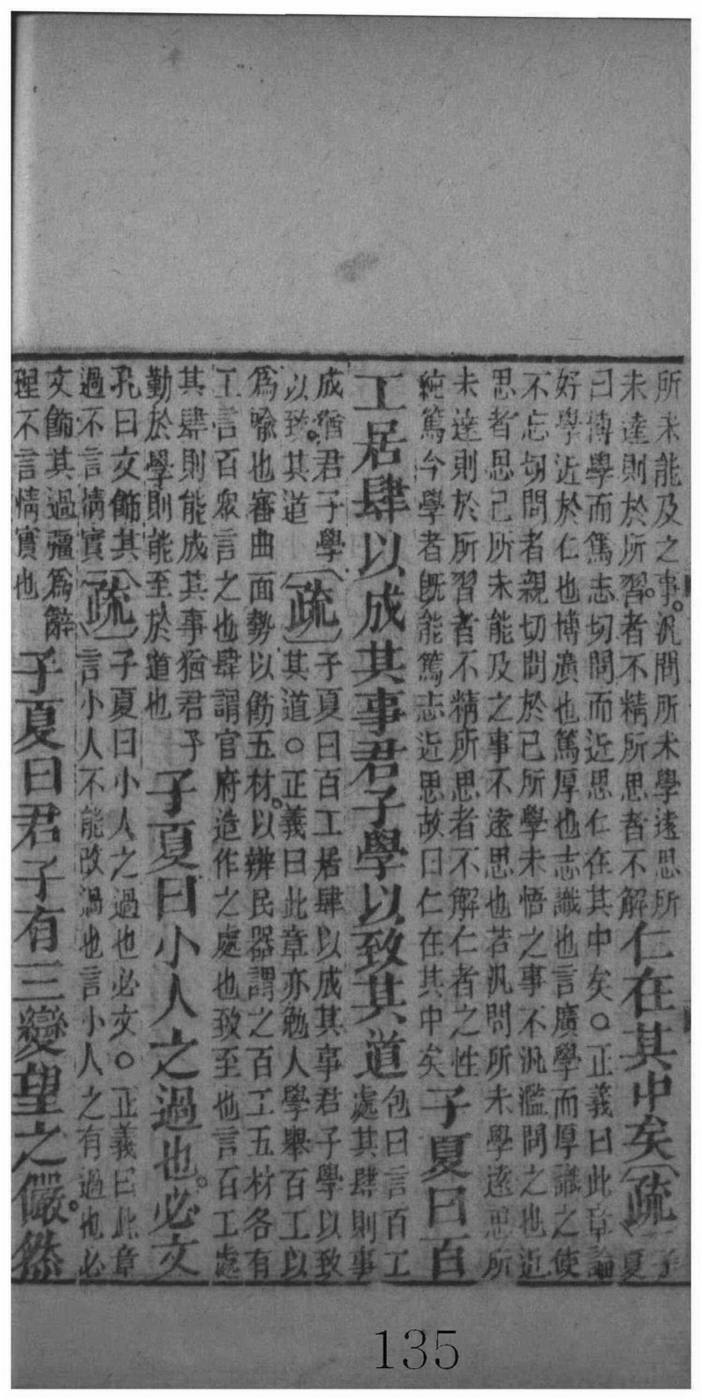 所未能及之事。汎問所未學遠思所
未達則於所習。者不精所思者不解
仁在其中矣
疏
子
夏
曰博學而篤志切問而近思仁在其中矣○正義曰此章論
好學近於仁也博廣也篤厚也志識也言廣學而厚識之使
不忘切問者親切問於己所學未悟之事不汎濫問之也近
思者思己所未能及之事不遠思也若汎問所未學遠思所
未達則於所習者不精所思者不解仁者之性
純篤今學者既能篤志近思故曰仁在其中矣
子夏曰百
工居肆以成其事君子學以致其道
包曰言百工
處其肆則事
成猶君子學
以致。其道
疏
子夏曰百工居肆以成其事君子學以致
其道○正義曰此章亦勉人學舉百工以
爲喻也審曲面勢以飭五材。以辨民器謂之百工五材各有
工言百衆言之也肆謂官府造作之處也致至也言百工處
其肆則能成其事猶君子
勤於學則能至於道也
子夏曰小人之過也。必文
孔曰文飾其
過不言情實
疏
子夏曰小人之過也必文○正義曰此章
言小人不能改過也言小人之有過也必
文飾其過彊爲辭
理不言情實也
子夏曰君子有三變望之儼。然
135